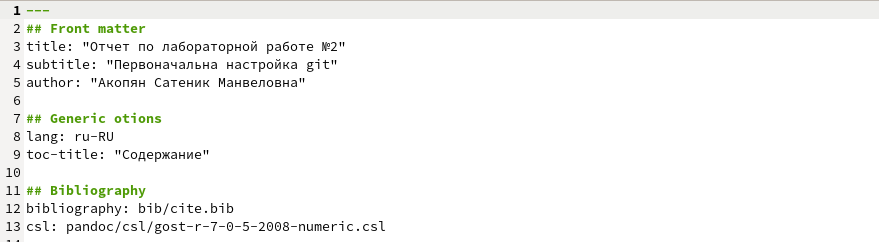 1 ---
2 ## Front matter
3 title: "Отчет по лабораторной работе №2"
4 subtitle: "Первоначальна настройка git"
5 author: "Акопян Сатеник Манвеловна"
6
7 ## Generic otions
8 lang: ru-RU
9 toc-title: "Содержание"
10
11 ## Bibliography
12 bibliography: bib/cite.bib
13 csl: pandoc/csl/gost-r-7-0-5-2008-numeric.csl